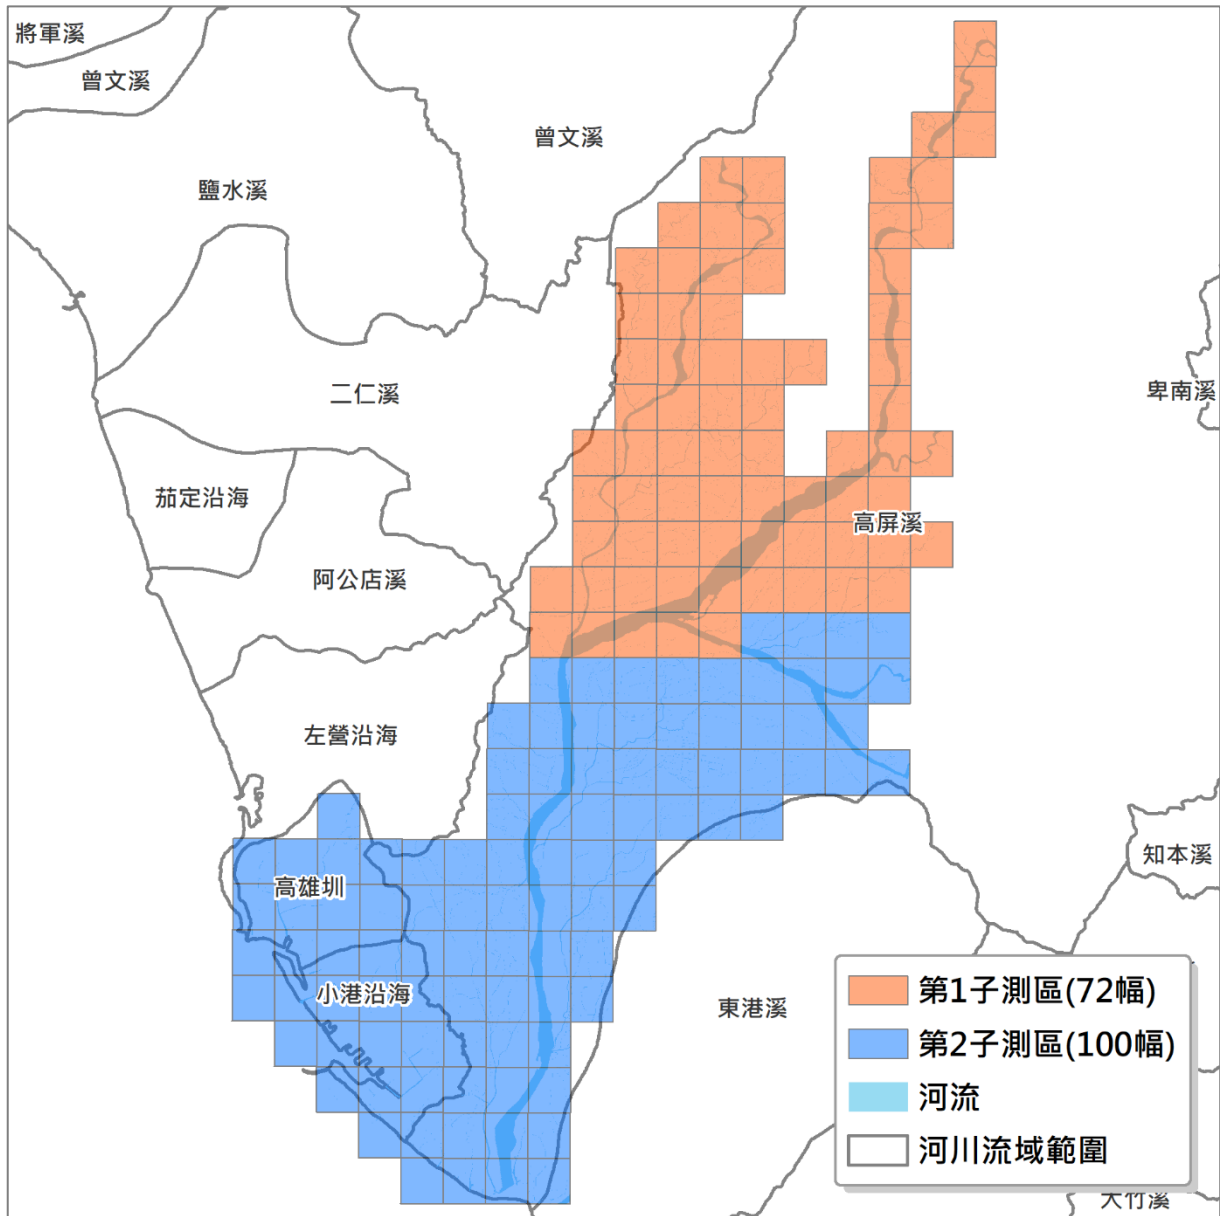 將軍溪
曾文溪
曾文溪
鹽水溪
二仁溪
卑南溪
茄定沿海
高屏溪
阿公店溪
左營沿海
知本溪
高雄圳
小港沿海
東港溪
第1子測區(72幅)
第2子測區(100幅)
河流
河川流域範圍
大竹溪